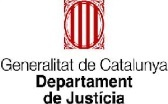 Generalitat de Catalunya
Departament
de Justícia